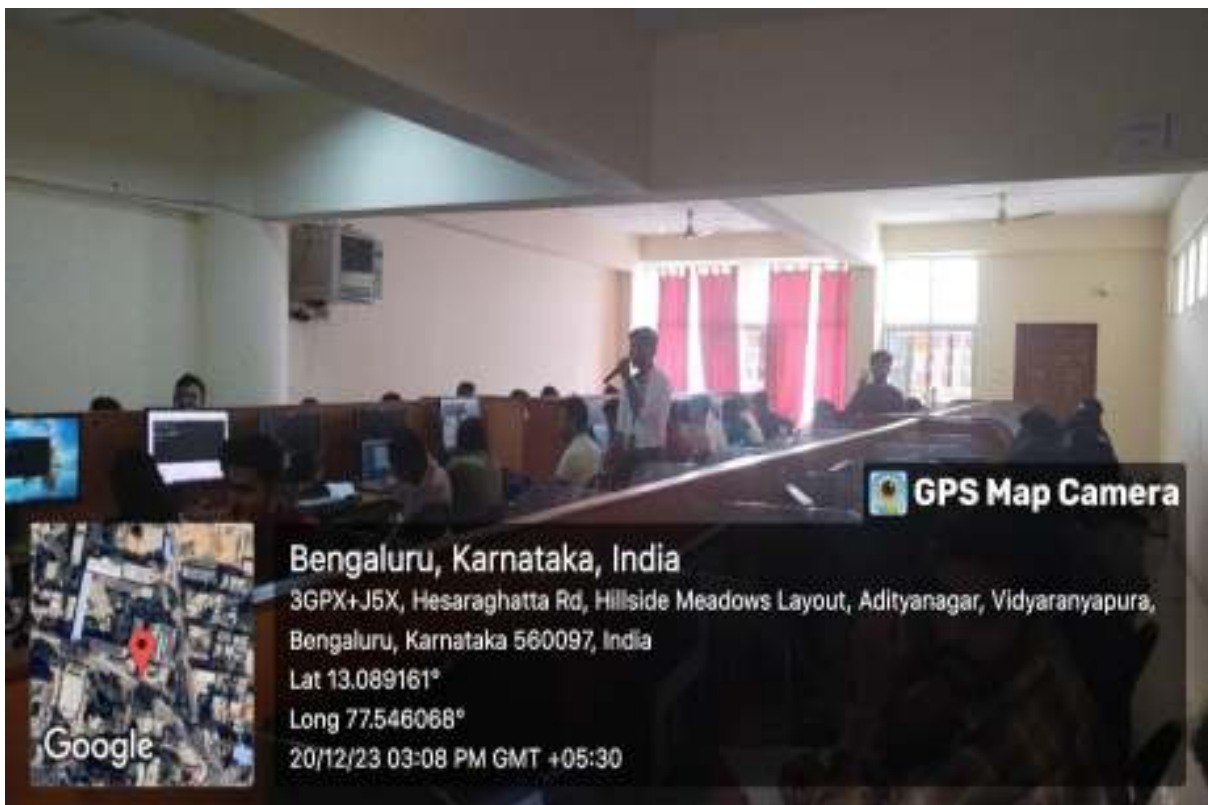 GPS Map Camera
Bengaluru, Karnataka, India
3GPX+J5X, Hesaraghatta Rd, Hillside Meadows Layout, Adityanagar, Vidyaranyapura,
Bengaluru, Karnataka 560097, India
Lat 13.089161°
Long 77.546068°
20/12/23 03:08 PM GMT +05:30
Google